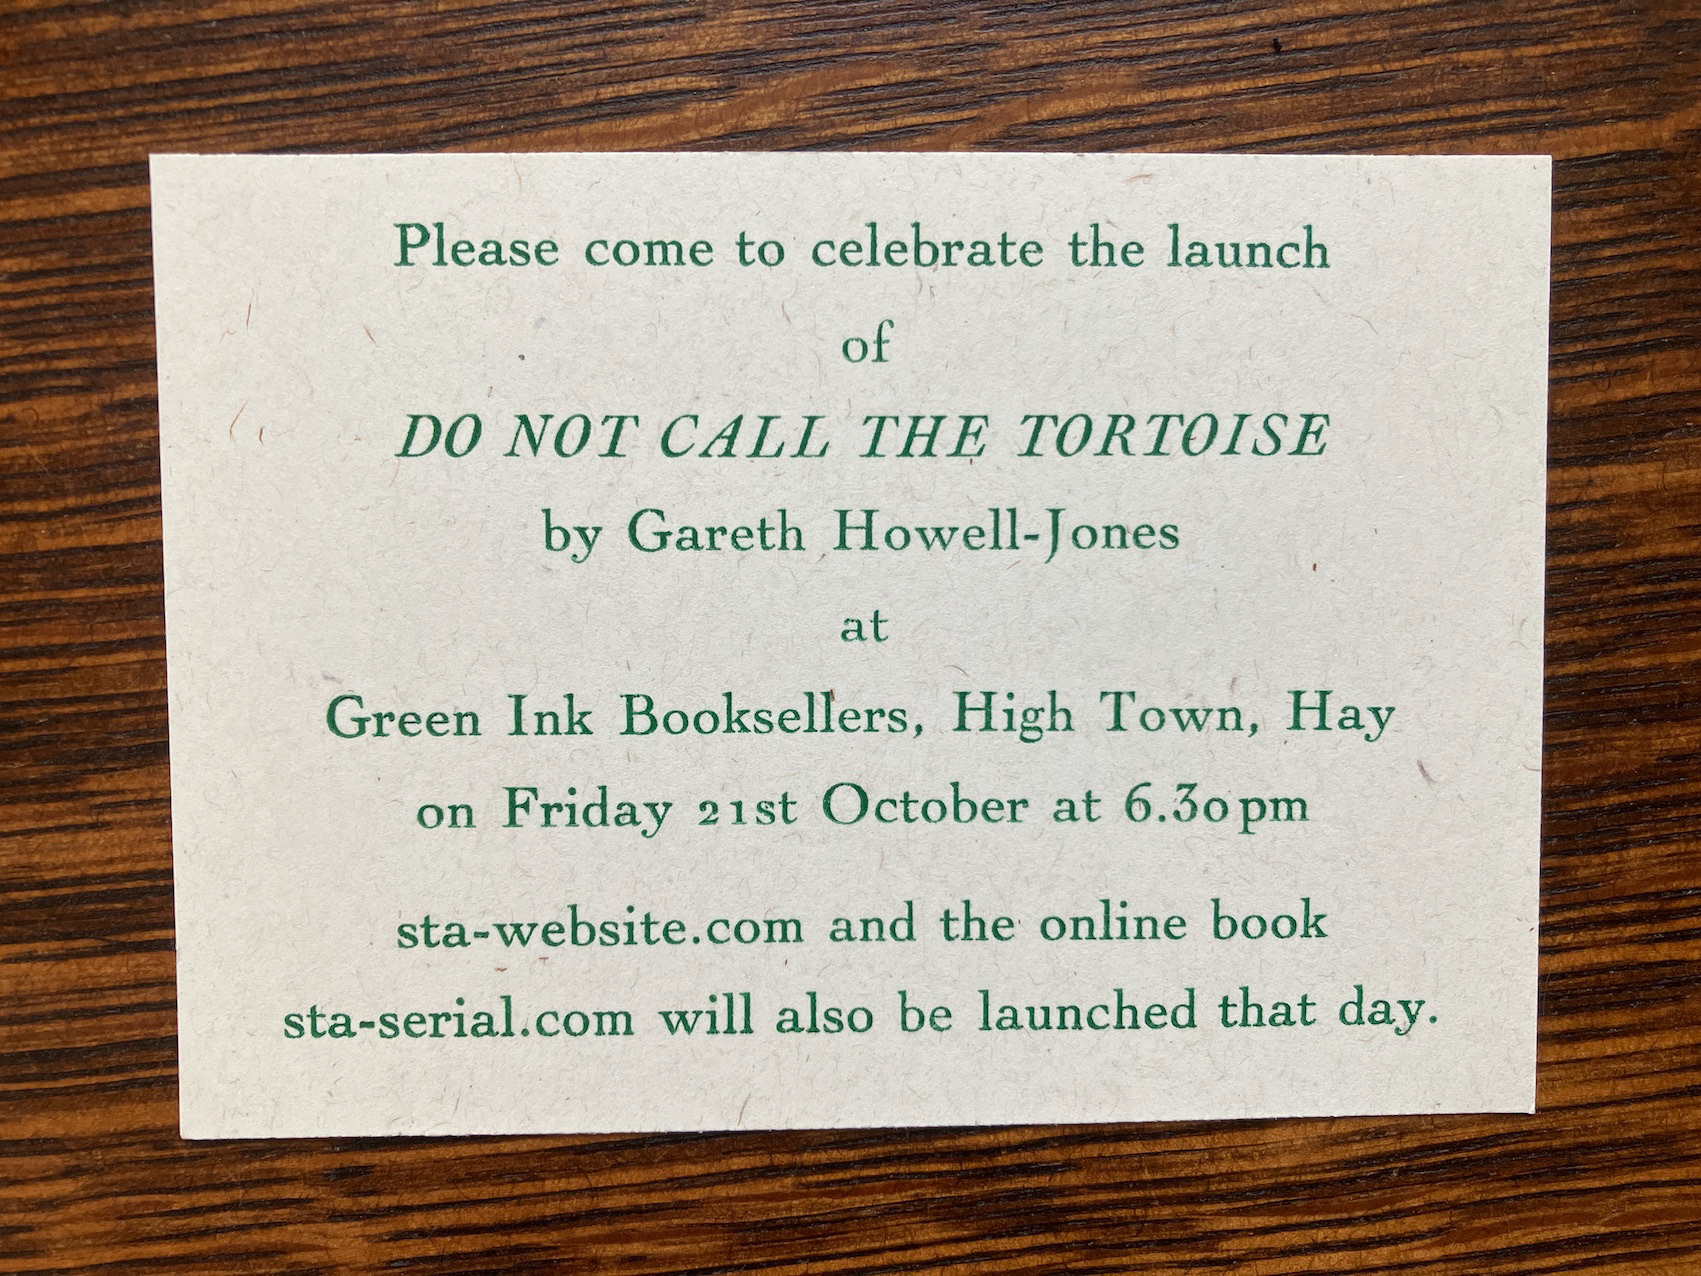 Please come to celebrate the launch
of
DO NOT CALL THE TORTOISE
by Gareth Howell-Jones
at
Green Ink Booksellers, High Town, Hay
on Friday 21st October at 6.30pm
sta-website.com and the online book
sta-serial.com will also be launched that day.